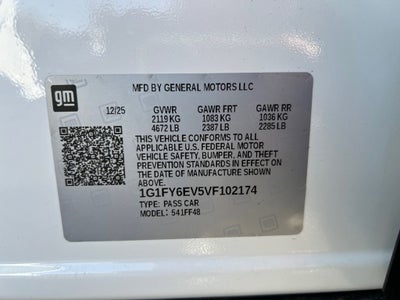 gm
MFD BY GENERAL MOTORS LLC
12/25 GVWR GAWR FRT GAWR RR
2119 KG 1083 KG 1036 KG
4672 LB 2387 LB 2285 LB
THIS VEHICLE CONFORMS TO ALL
APPLICABLE U.S. FEDERAL MOTOR
VEHICLE SAFETY, BUMPER, AND THEFT
PREVENTION STANDARDS IN EFFECT ON
THE DATE OF MANUFACTURE SHOWN
ABOVE.
1G1FY6EV5VF102174
TYPE: PASS CAR
MODEL: 541FF48